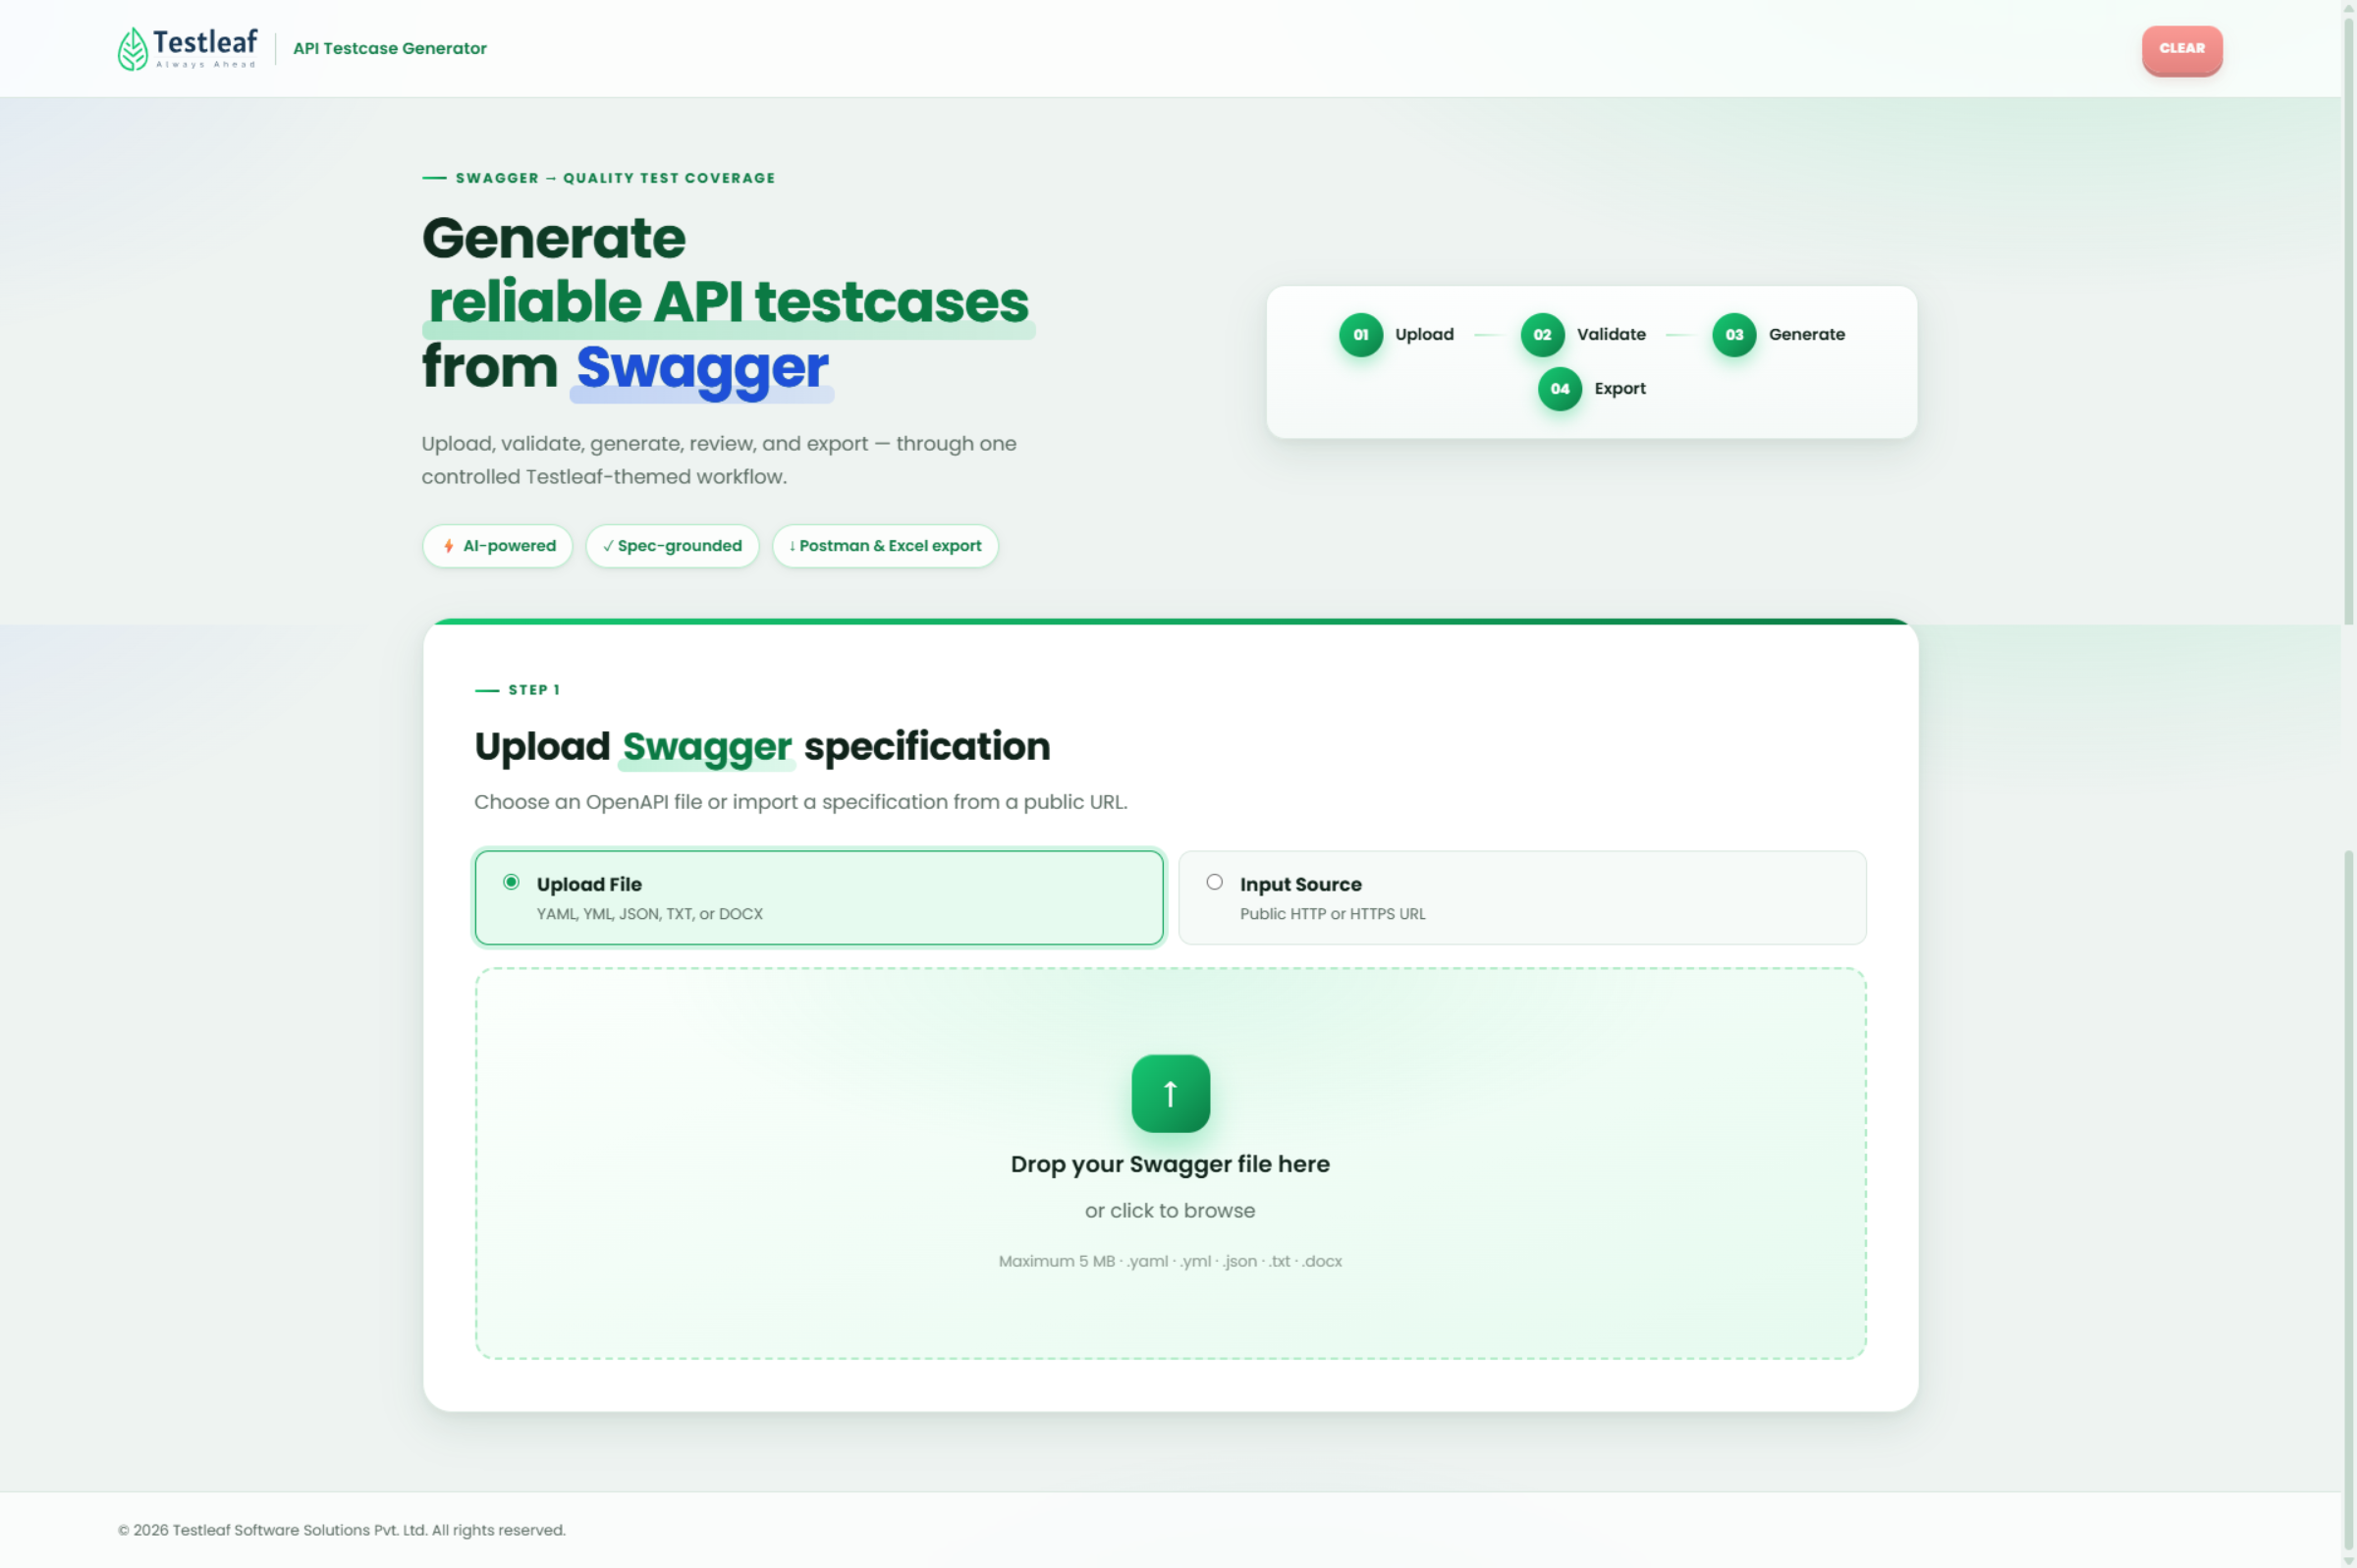 Testleaf
Always Ahead
API Testcase Generator
CLEAR
SWAGGER → QUALITY TEST COVERAGE
Generate
reliable API testcases
from Swagger
Upload, validate, generate, review, and export — through one
controlled Testleaf-themed workflow.
⚡ AI-powered
✓ Spec-grounded
↓ Postman & Excel export
01 Upload
02 Validate
03 Generate
04 Export
STEP 1
Upload Swagger specification
Choose an OpenAPI file or import a specification from a public URL.
Upload File
YAML, YML, JSON, TXT, or DOCX
Input Source
Public HTTP or HTTPS URL
↑
Drop your Swagger file here
or click to browse
Maximum 5 MB · .yaml · .yml · .json · .txt · .docx
© 2026 Testleaf Software Solutions Pvt. Ltd. All rights reserved.